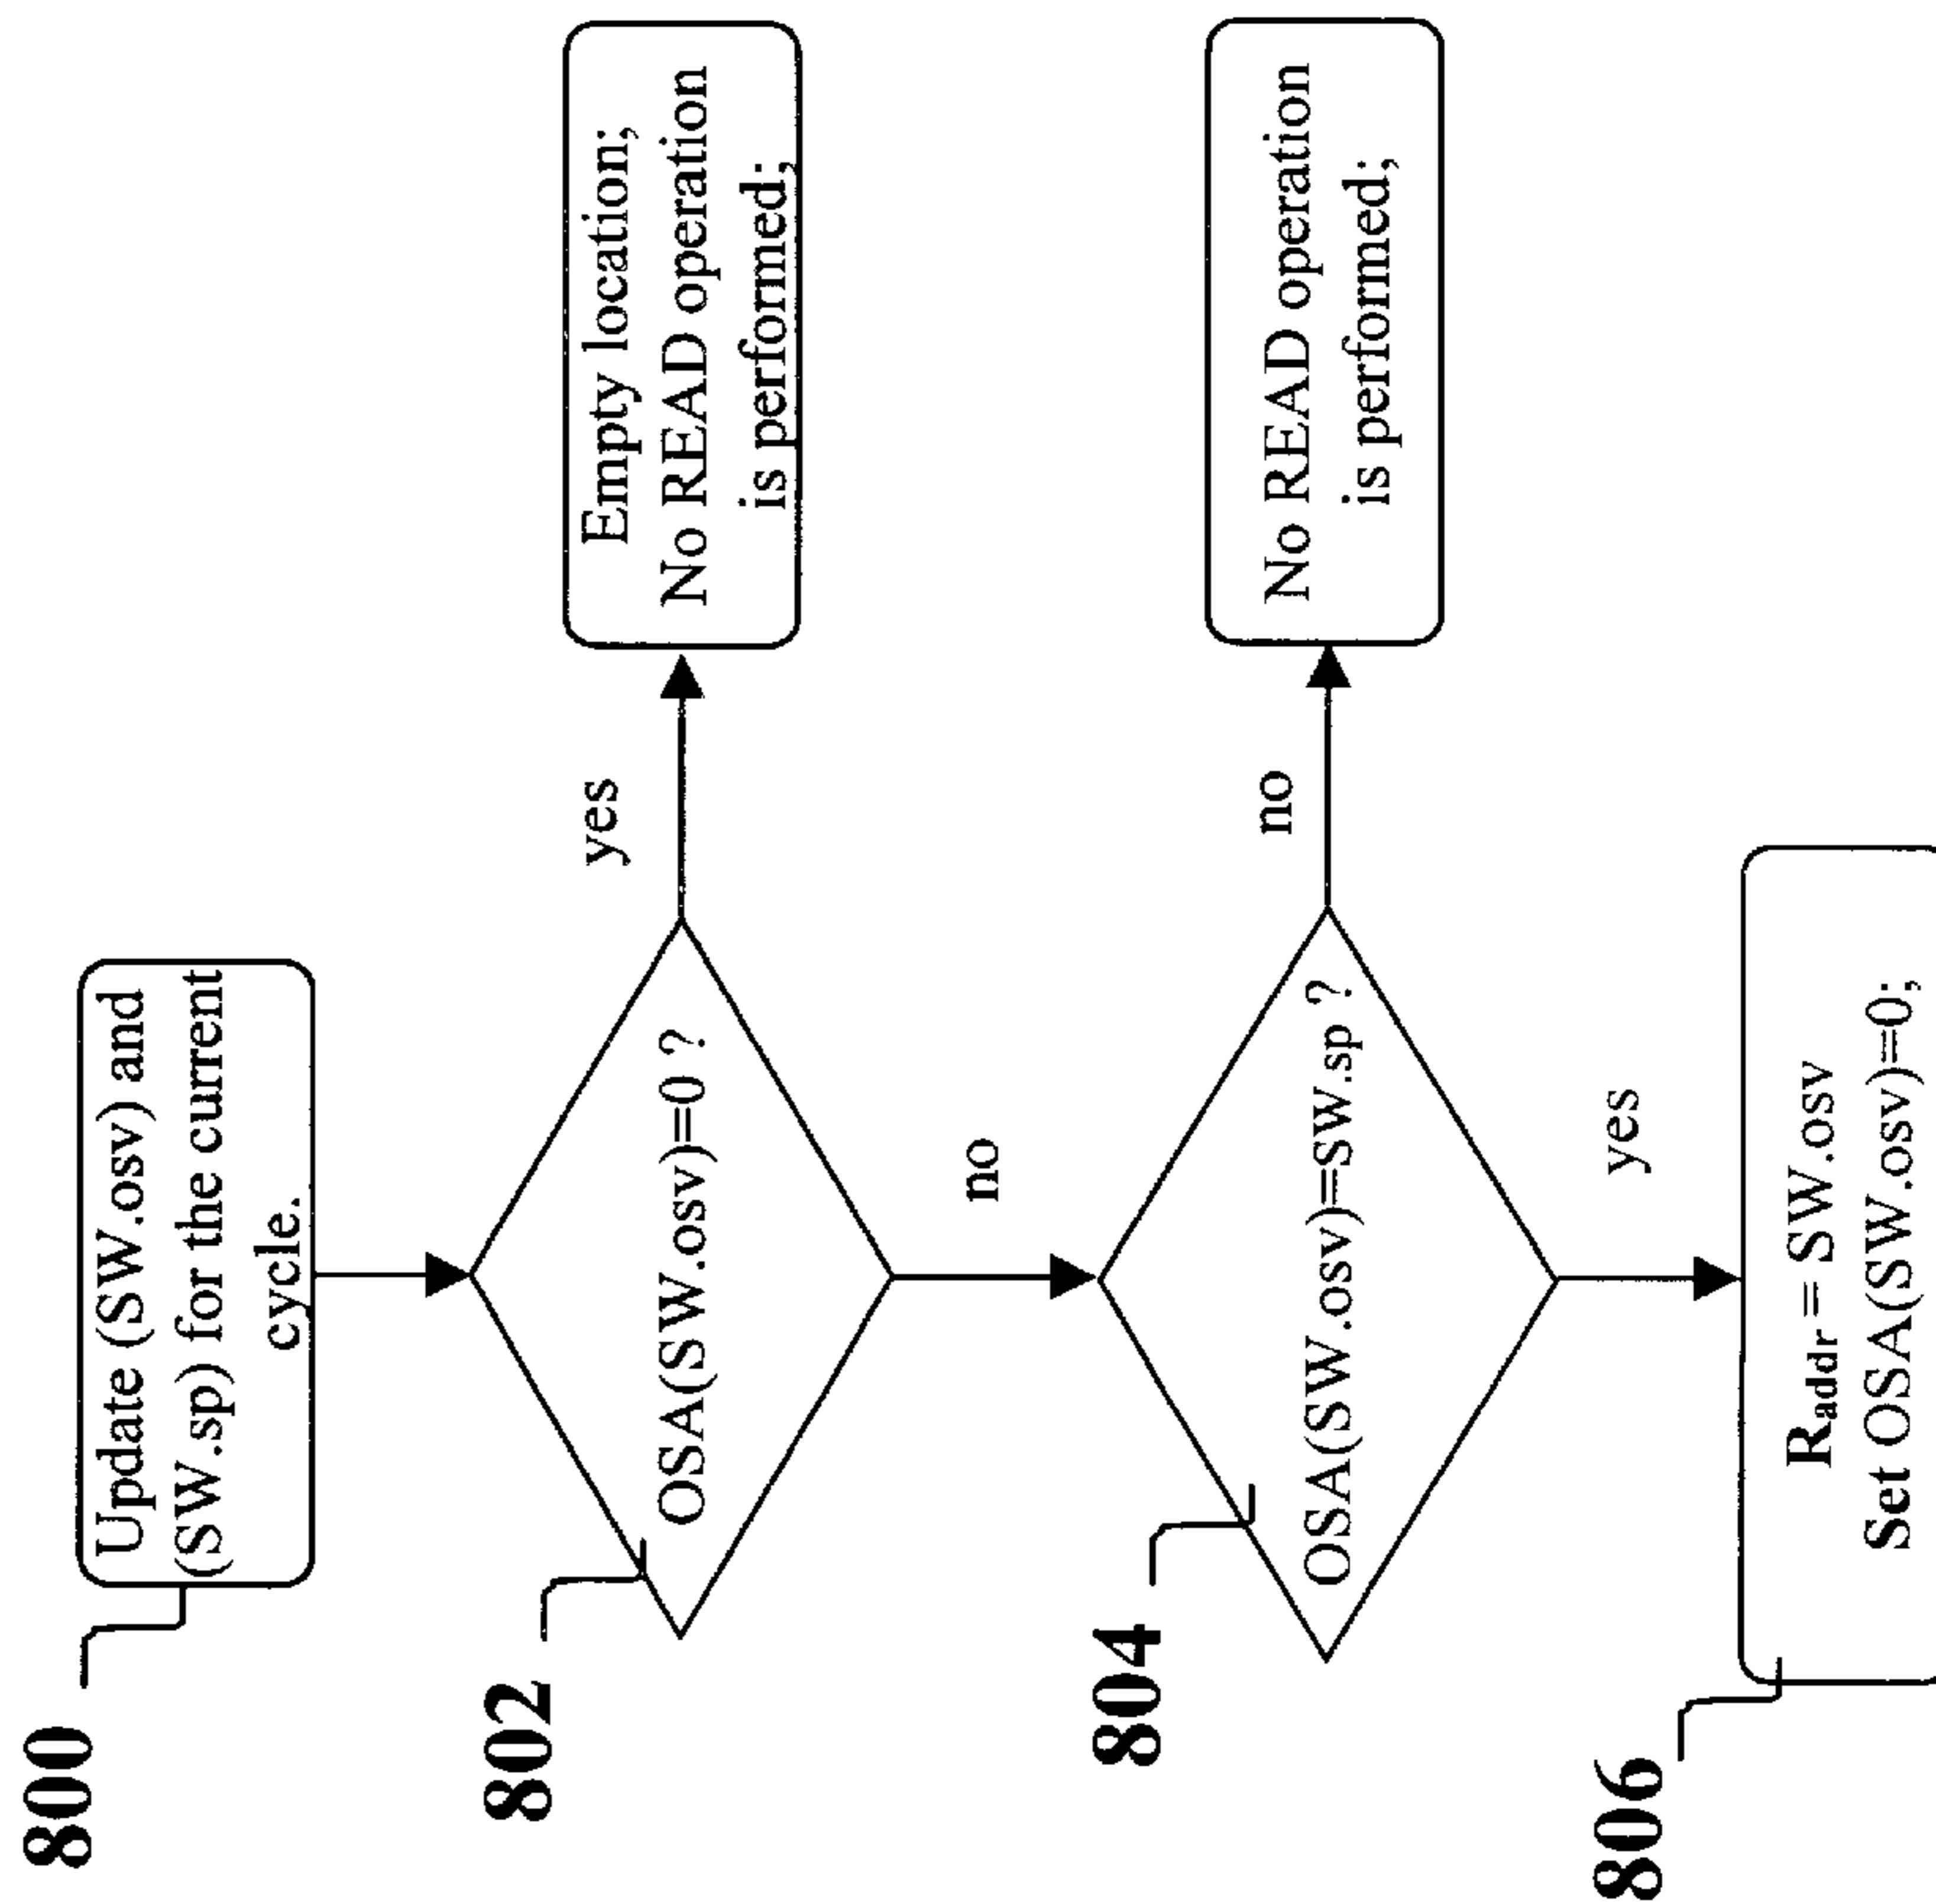 800
Update (SW.osv) and
(SW.sp) for the current
cycle.
802
OSA(SW.osv)=0 ?
yes
Empty location;
No READ operation
is performed;
no
804
OSA(SW.osv)=SW.sp ?
no
No READ operation
is performed;
yes
806
Raddr = SW.osv
Set OSA(SW.osv)=0;